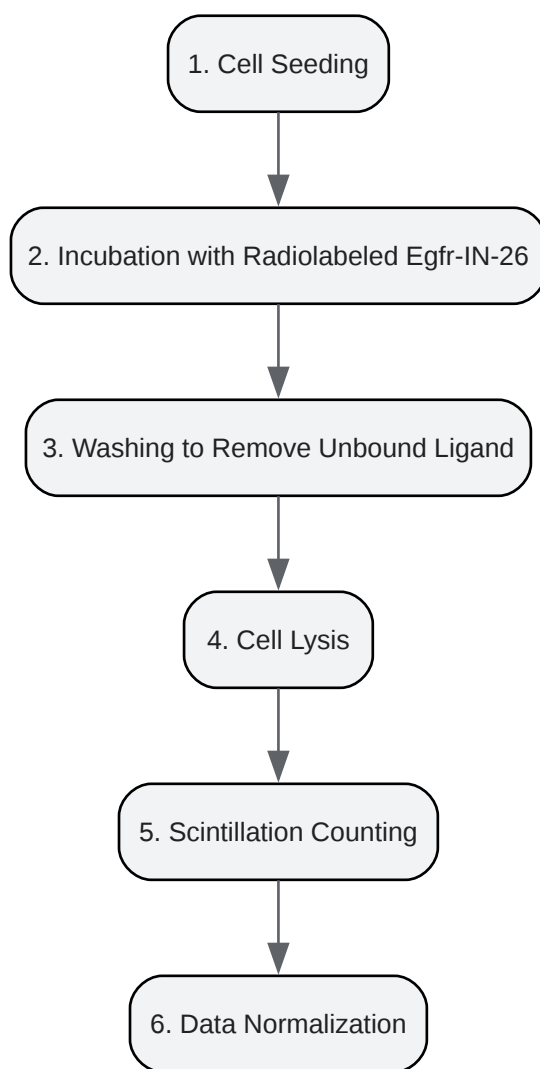 1. Cell Seeding
2. Incubation with Radiolabeled Egfr-IN-26
3. Washing to Remove Unbound Ligand
4. Cell Lysis
5. Scintillation Counting
6. Data Normalization